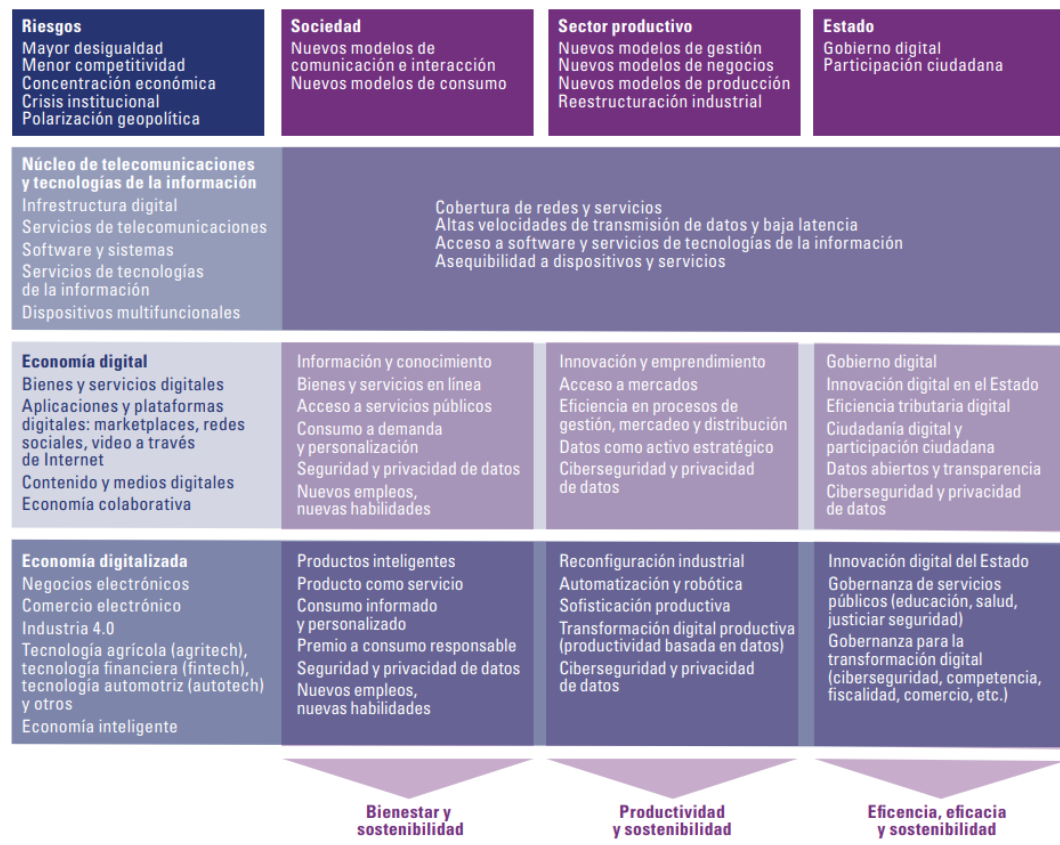 Riesgos
Mayor desigualdad
Menor competitividad
Concentración económica
Crisis institucional
Polarización geopolítica
Sociedad
Nuevos modelos de
comunicación e interacción
Nuevos modelos de consumo
Sector productivo
Nuevos modelos de gestión
Nuevos modelos de negocios
Nuevos modelos de producción
Reestructuración industrial
Estado
Gobierno digital
Participación ciudadana
Núcleo de telecomunicaciones
y tecnologías de la información
Infrestructura digital
Servicios de telecomunicaciones
Software y sistemas
Servicios de tecnologías
de la información
Dispositivos multifuncionales
Cobertura de redes y servicios
Altas velocidades de transmisión de datos y baja latencia
Acceso a software y servicios de tecnologías de la información
Asequibilidad a dispositivos y servicios
Economía digital
Bienes y servicios digitales
Aplicaciones y plataformas
digitales: marketplaces, redes
sociales, video a través
de Internet
Contenido y medios digitales
Economía colaborativa
Información y conocimiento
Bienes y servicios en línea
Acceso a servicios públicos
Consumo a demanda
y personalización
Seguridad y privacidad de datos
Nuevos empleos,
nuevas habilidades
Innovación y emprendimiento
Acceso a mercados
Eficiencia en procesos de
gestión, mercadeo y distribución
Datos como activo estratégico
Ciberseguridad y privacidad
de datos
Gobierno digital
Innovación digital en el Estado
Eficiencia tributaria digital
Ciudadanía digital y
participación ciudadana
Datos abiertos y transparencia
Ciberseguridad y privacidad
de datos
Economía digitalizada
Negocios electrónicos
Comercio electrónico
Industria 4.0
Tecnología agrícola (agritech),
tecnología financiera (fintech),
tecnología automotriz (autotech)
y otros
Economía inteligente
Productos inteligentes
Producto como servicio
Consumo informado
y personalizado
Premio a consumo responsable
Seguridad y privacidad de datos
Nuevos empleos,
nuevas habilidades
Reconfiguración industrial
Automatización y robótica
Sofisticación productiva
Transformación digital productiva
(productividad basada en datos)
Ciberseguridad y privacidad
de datos
Innovación digital del Estado
Gobernanza de servicios
públicos (educación, salud,
justiciar seguridad)
Gobernanza para la
transformación digital
(ciberseguridad, competencia,
fiscalidad, comercio, etc.)
Bienestar y
sostenibilidad
Productividad
y sostenibilidad
Eficencia, eficacia
y sostenibilidad